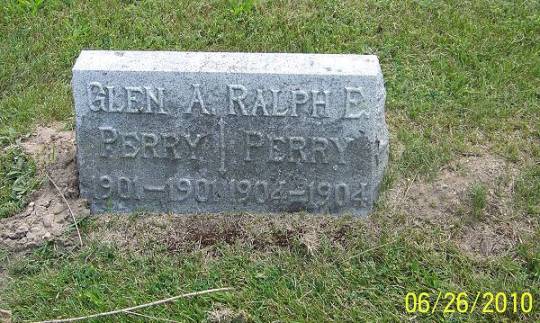 GLEN A. RALPH E.
PERRY PERRY
1901–1901 1904–1904
06/26/2010